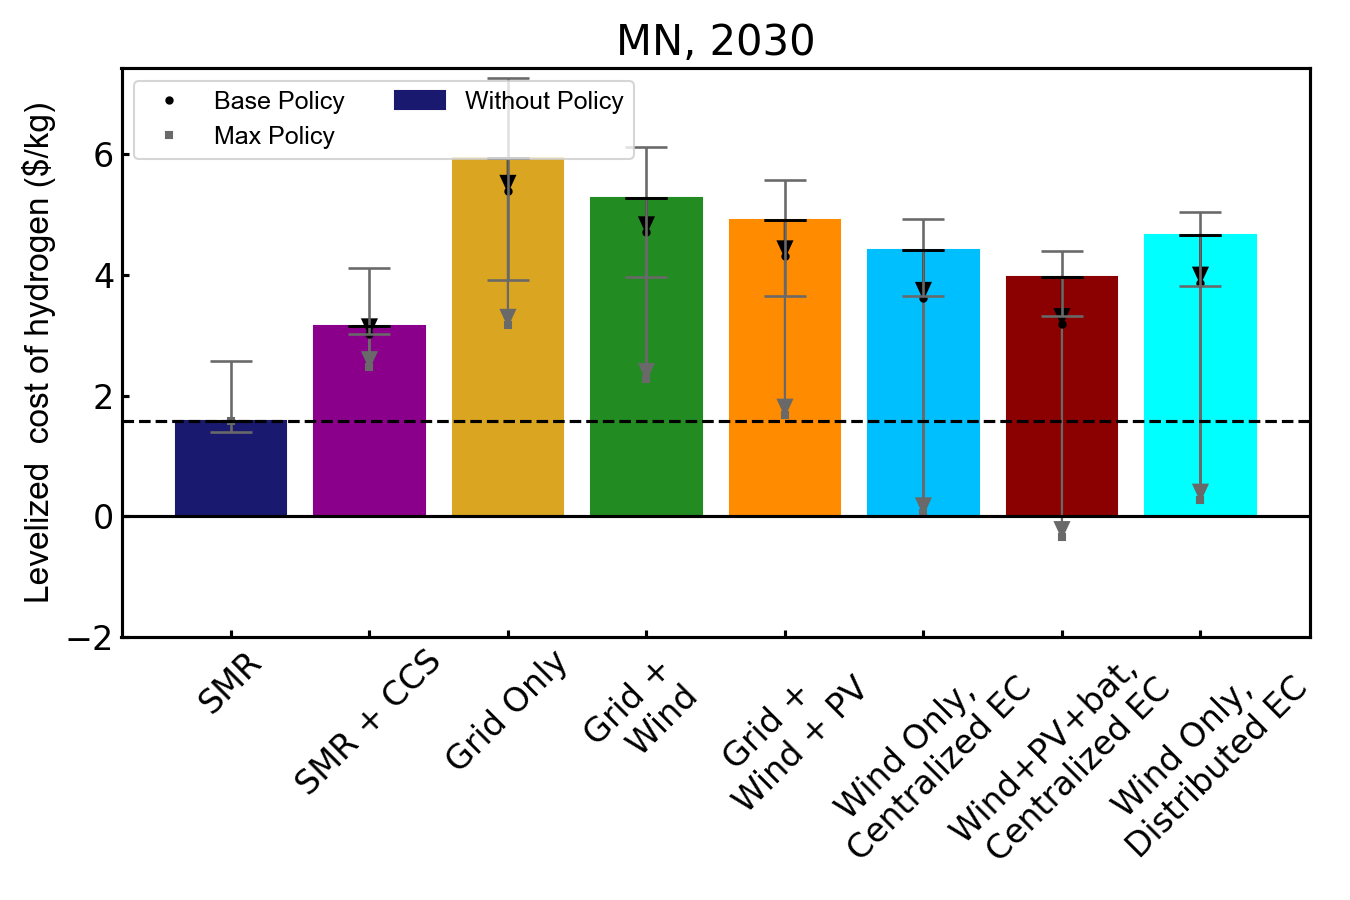 MN, 2030
Levelized cost of hydrogen ($/kg)
Base Policy
Max Policy
Without Policy
6
4
2
0
−2
SMR
SMR + CCS
Grid Only
Grid +
Wind
Grid +
Wind + PV
Wind Only,
Centralized EC
Wind+PV+bat,
Centralized EC
Wind Only,
Distributed EC